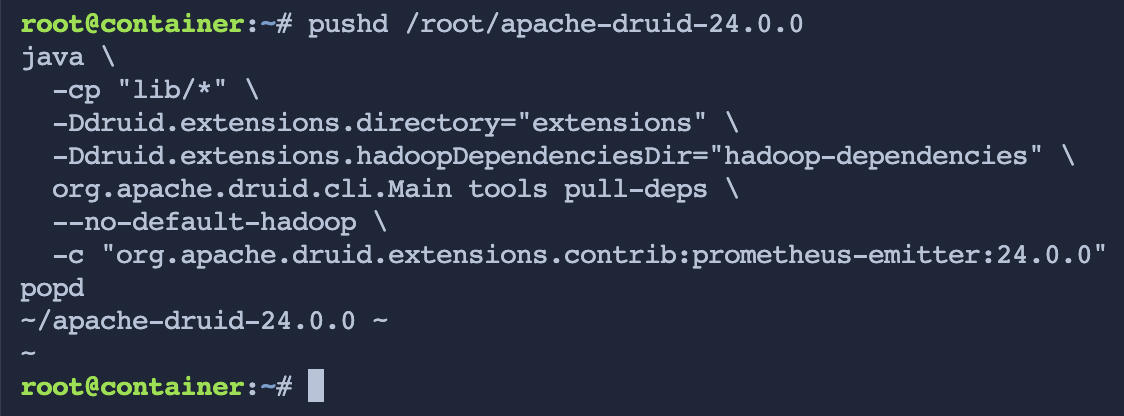 root@container:~# pushd /root/apache-druid-24.0.0
java \
  -cp "lib/*" \
  -Ddruid.extensions.directory="extensions" \
  -Ddruid.extensions.hadoopDependenciesDir="hadoop-dependencies" \
  org.apache.druid.cli.Main tools pull-deps \
  --no-default-hadoop \
  -c "org.apache.druid.extensions.contrib:prometheus-emitter:24.0.0"
popd
~/apache-druid-24.0.0 ~
~
root@container:~#